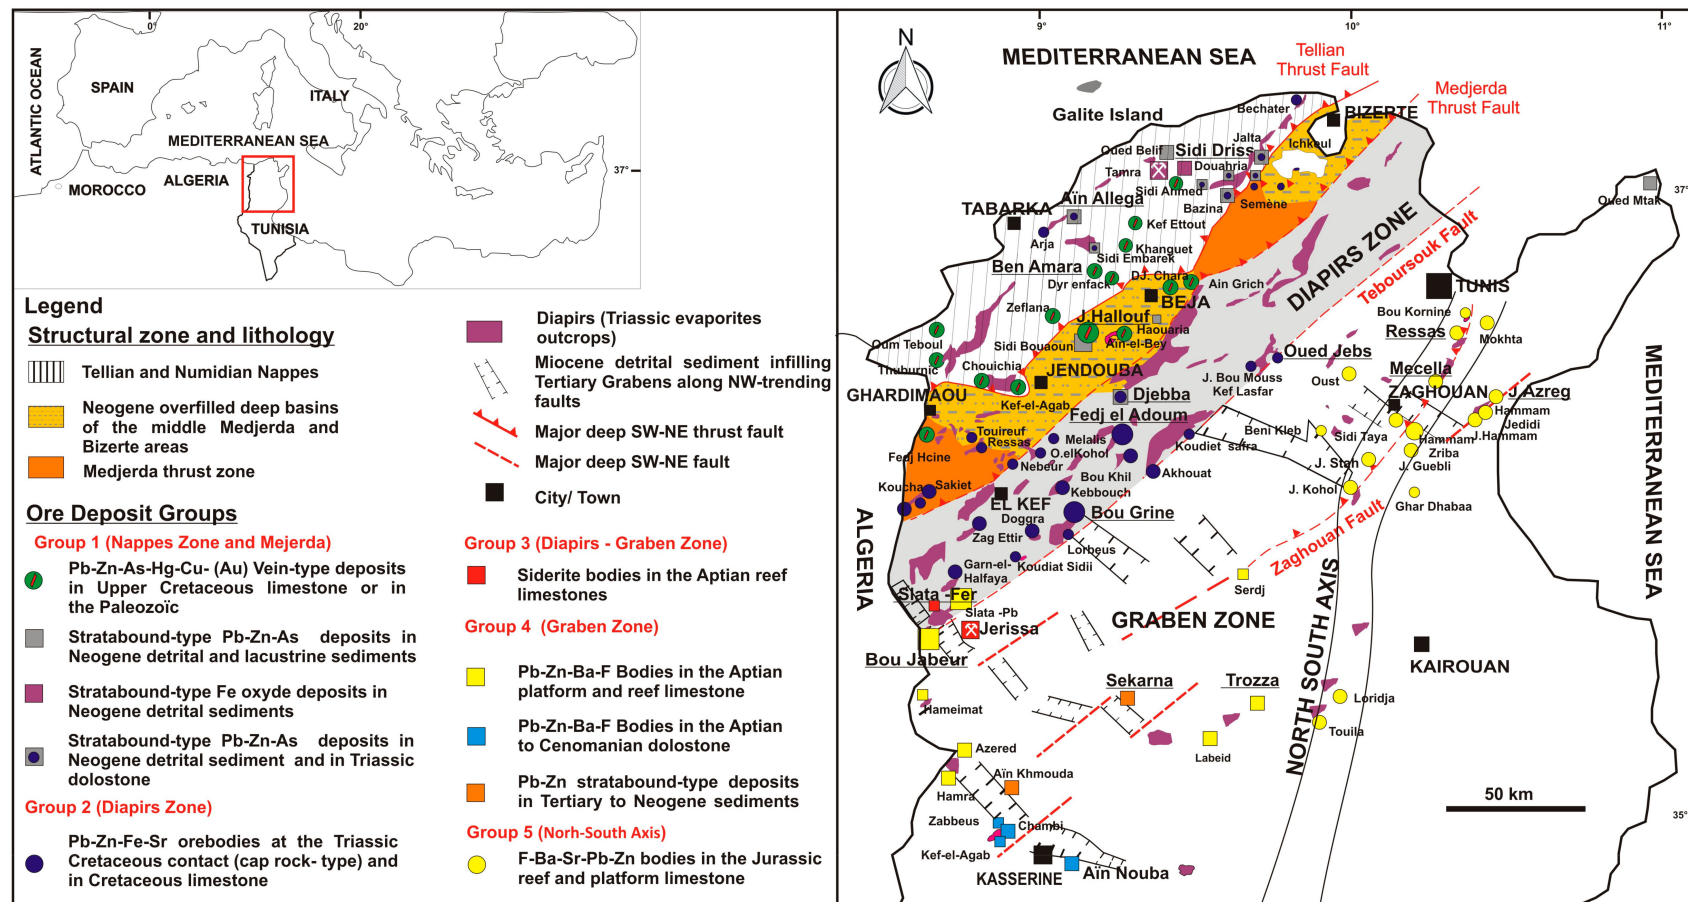 0°
20°
ATLANTIC OCEAN
SPAIN
ITALY
MEDITERRANEAN SEA
MOROCCO
ALGERIA
TUNISIA
37°
Legend
Structural zone and lithology
Tellian and Numidian Nappes
Neogene overfilled deep basins
of the middle Medjerda and
Bizerte areas
Medjerda thrust zone
Diapirs (Triassic evaporites
outcrops)
Miocene detrital sediment infilling
Tertiary Grabens along NW-trending
faults
Major deep SW-NE thrust fault
Major deep SW-NE fault
City/ Town
Ore Deposit Groups
Group 1 (Nappes Zone and Mejerda)
Pb-Zn-As-Hg-Cu- (Au) Vein-type deposits
in Upper Cretaceous limestone or in
the Paleozoïc
Stratabound-type Pb-Zn-As deposits in
Neogene detrital and lacustrine sediments
Stratabound-type Fe oxyde deposits in
Neogene detrital sediments
Stratabound-type Pb-Zn-As deposits in
Neogene detrital sediment and in Triassic
dolostone
Group 2 (Diapirs Zone)
Pb-Zn-Fe-Sr orebodies at the Triassic
Cretaceous contact (cap rock- type) and
in Cretaceous limestone
Group 3 (Diapirs - Graben Zone)
Siderite bodies in the Aptian reef
limestones
Group 4 (Graben Zone)
Pb-Zn-Ba-F Bodies in the Aptian
platform and reef limestone
Pb-Zn-Ba-F Bodies in the Aptian
to Cenomanian dolostone
Pb-Zn stratabound-type deposits
in Tertiary to Neogene sediments
Group 5 (Norh-South Axis)
F-Ba-Sr-Pb-Zn bodies in the Jurassic
reef and platform limestone
9°
10°
11°
N
MEDITERRANEAN SEA
Tellian
Thrust Fault
Medjerda
Thrust Fault
Galite Island
Bechater
BIZERTE
Jalta
Ichkeul
Oued Belif
Sidi Driss
Tamra
Douahria
Sidi Ahmed
Aïn Allega
Bazina
Semène
37°
Oued Mtak
TABARKA
Kef Ettout
Arja
Khanguet
Sidi Embarek
Ben Amara
DJ. Chara
Dyr enfack
Ain Grich
DIAPIRS ZONE
Teboursouk Fault
TUNIS
BEJA
Zeflana
J.Hallouf
Haouaria
Bou Kornine
Ressas
Mokhta
Oum Teboul
Sidi Bouaoun
Ain-el-Bey
Oued Jebs
Mecella
Thuburnic
Chouichia
JENDOUBA
J. Bou Mouss
Oust
Kef Lasfar
ZAGHOUAN
J.Azreg
GHARDIMAOU
Kef-el-Agab
Djebba
Fedj el Adoum
Hammam
Jedidi
Touireuf
Ressas
Melalis
O.elKohol
Beni Kleb
Sidi Taya
Hammam
Zriba
J.Hammam
Fedj Hcine
Koudiet safra
Nebeur
J. Stah
J. Guebli
Koucha
Sakiet
Bou Khil
Akhouat
Kebbouch
J. Kohol
Ghar Dhabaa
EL KEF
Doggra
Bou Grine
Zag Ettir
Lorbeus
Zaghouan Fault
ALGERIA
Garn-el-
Halfaya
Koudiat Sidii
Serdj
Slata -Fer
Slata -Pb
Jerissa
GRABEN ZONE
NORTH SOUTH AXIS
MEDITERRANEAN SEA
KAIROUAN
Bou Jabeur
Sekarna
Trozza
Hameimat
Loridja
Touila
Azered
Labeid
Aïn Khmouda
Hamra
Zabbeus
Chambi
50 km
35°
Kef-el-Agab
KASSERINE
Aïn Nouba